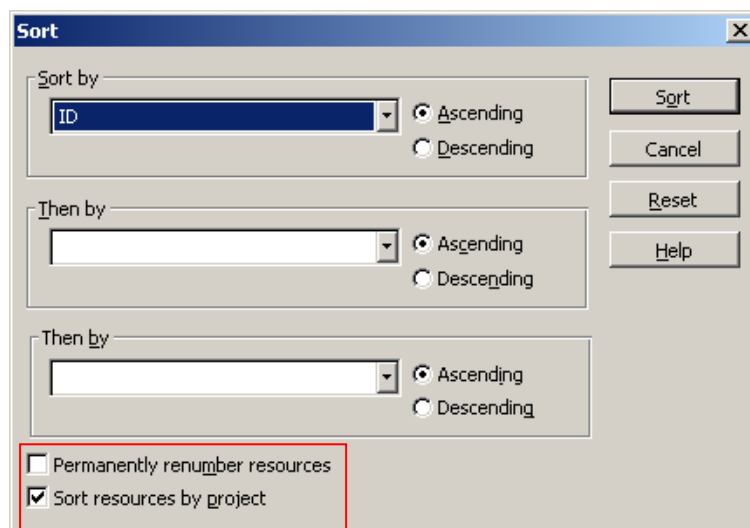 Sort
Sort by
ID
Ascending
Descending
Sort
Cancel
Reset
Help
Then by
Ascending
Descending
Then by
Ascending
Descending
Permanently renumber resources
Sort resources by project